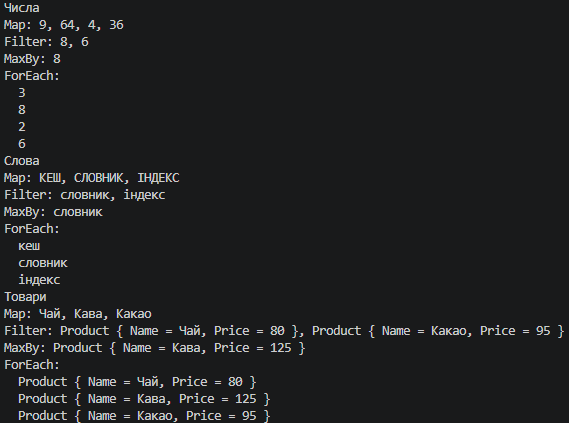 Числа
Map: 9, 64, 4, 36
Filter: 8, 6
MaxBy: 8
ForEach:
  3
  8
  2
  6
Слова
Map: КЕШ, СЛОВНИК, ІНДЕКС
Filter: словник, індекс
MaxBy: словник
ForEach:
  кеш
  словник
  індекс
Товари
Map: Чай, Кава, Какао
Filter: Product { Name = Чай, Price = 80 }, Product { Name = Какао, Price = 95 }
MaxBy: Product { Name = Кава, Price = 125 }
ForEach:
  Product { Name = Чай, Price = 80 }
  Product { Name = Кава, Price = 125 }
  Product { Name = Какао, Price = 95 }